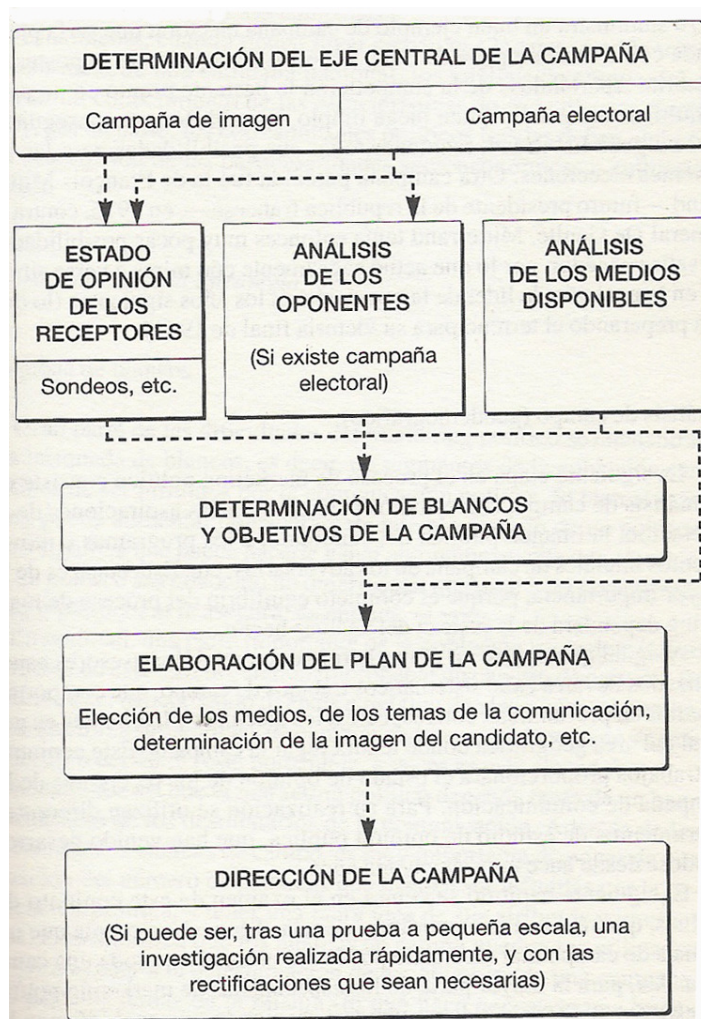 DETERMINACIÓN DEL EJE CENTRAL DE LA CAMPAÑA
Campaña de imagen
Campaña electoral
ESTADO
DE OPINIÓN
DE LOS
RECEPTORES
Sondeos, etc.
ANÁLISIS
DE LOS
OPONENTES
(Si existe campaña
electoral)
ANÁLISIS
DE LOS MEDIOS
DISPONIBLES
DETERMINACIÓN DE BLANCOS
Y OBJETIVOS DE LA CAMPAÑA
ELABORACIÓN DEL PLAN DE LA CAMPAÑA
Elección de los medios, de los temas de la comunicación,
determinación de la imagen del candidato, etc.
DIRECCIÓN DE LA CAMPAÑA
(Si puede ser, tras una prueba a pequeña escala, una
investigación realizada rápidamente, y con las
rectificaciones que sean necesarias)